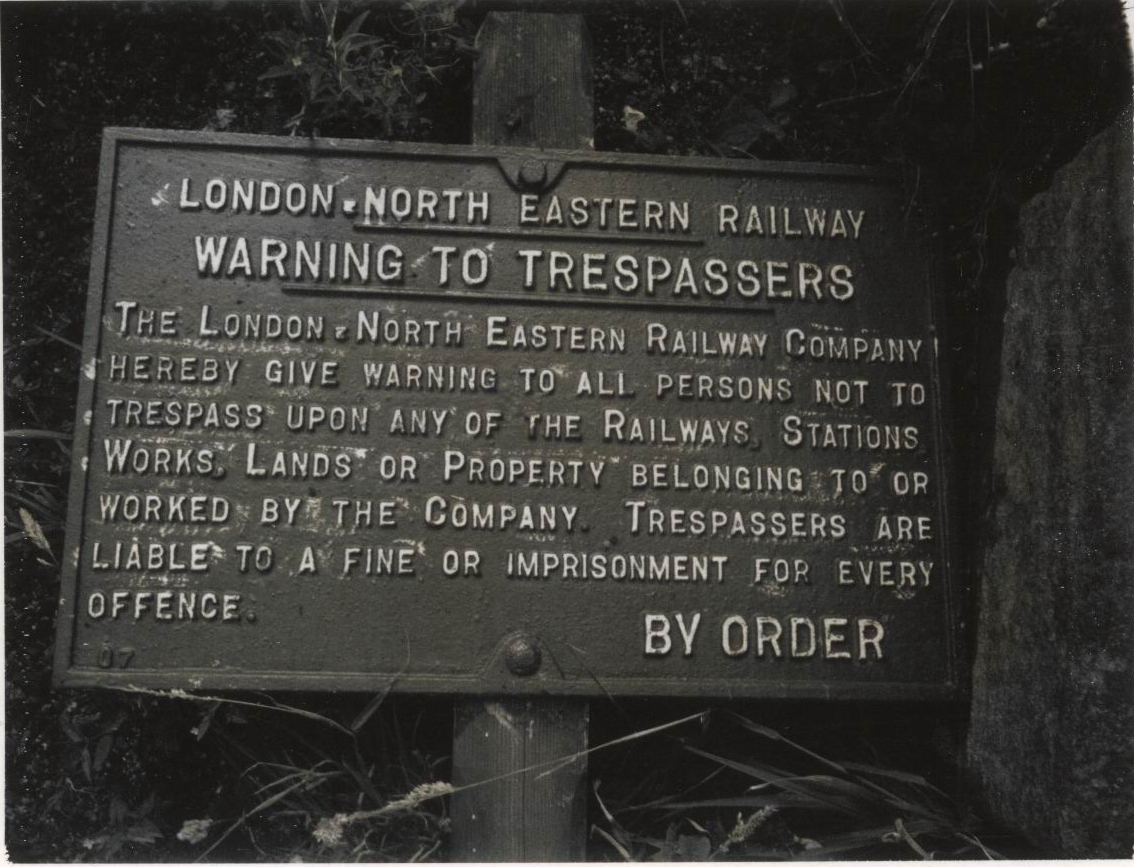 LONDON & NORTH EASTERN RAILWAY
WARNING TO TRESPASSERS
THE LONDON & NORTH EASTERN RAILWAY COMPANY
HEREBY GIVE WARNING TO ALL PERSONS NOT TO
TRESPASS UPON ANY OF THE RAILWAYS, STATIONS
WORKS, LANDS OR PROPERTY BELONGING TO OR
WORKED BY THE COMPANY. TRESPASSERS ARE
LIABLE TO A FINE OR IMPRISONMENT FOR EVERY
OFFENCE.
BY ORDER